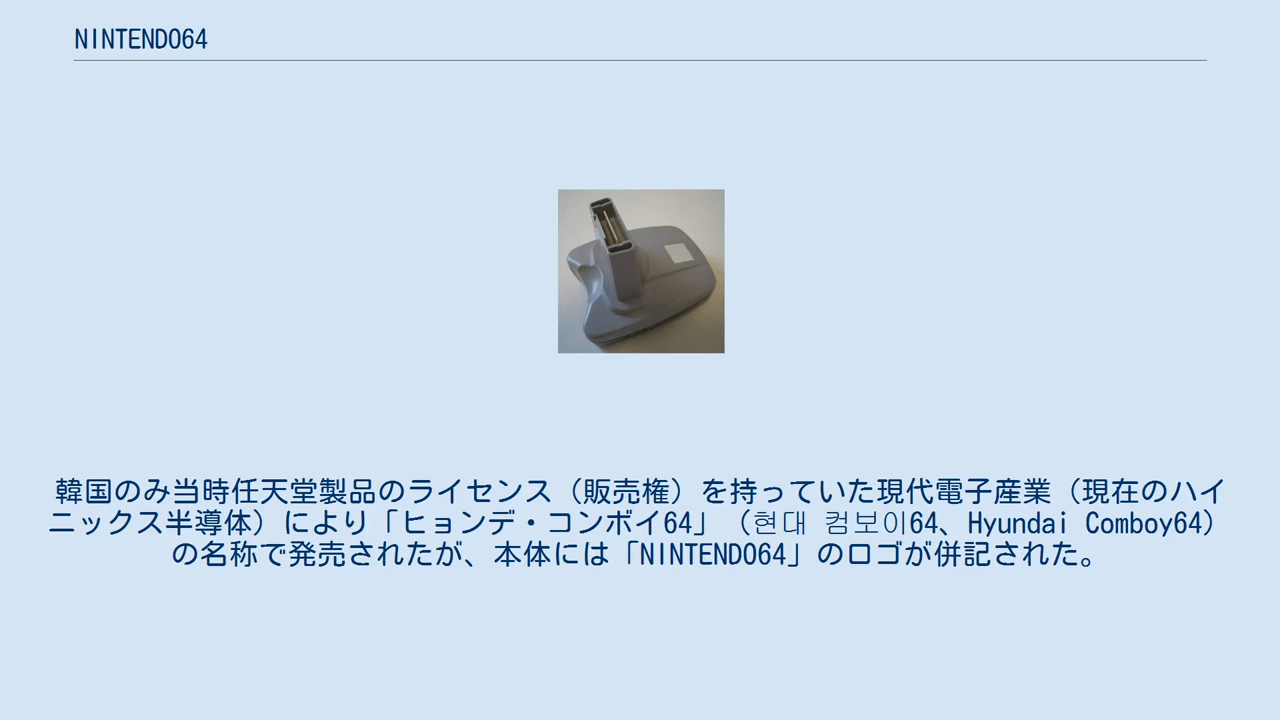 NINTENDO64
韓国のみ当時任天堂製品のライセンス（販売権）を持っていた現代電子産業（現在のハイ
ニックス半導体）により「ヒョンデ・コンボイ64」（현대 컴보이64、Hyundai Comboy64）
の名称で発売されたが、本体には「NINTENDO64」のロゴが併記された。